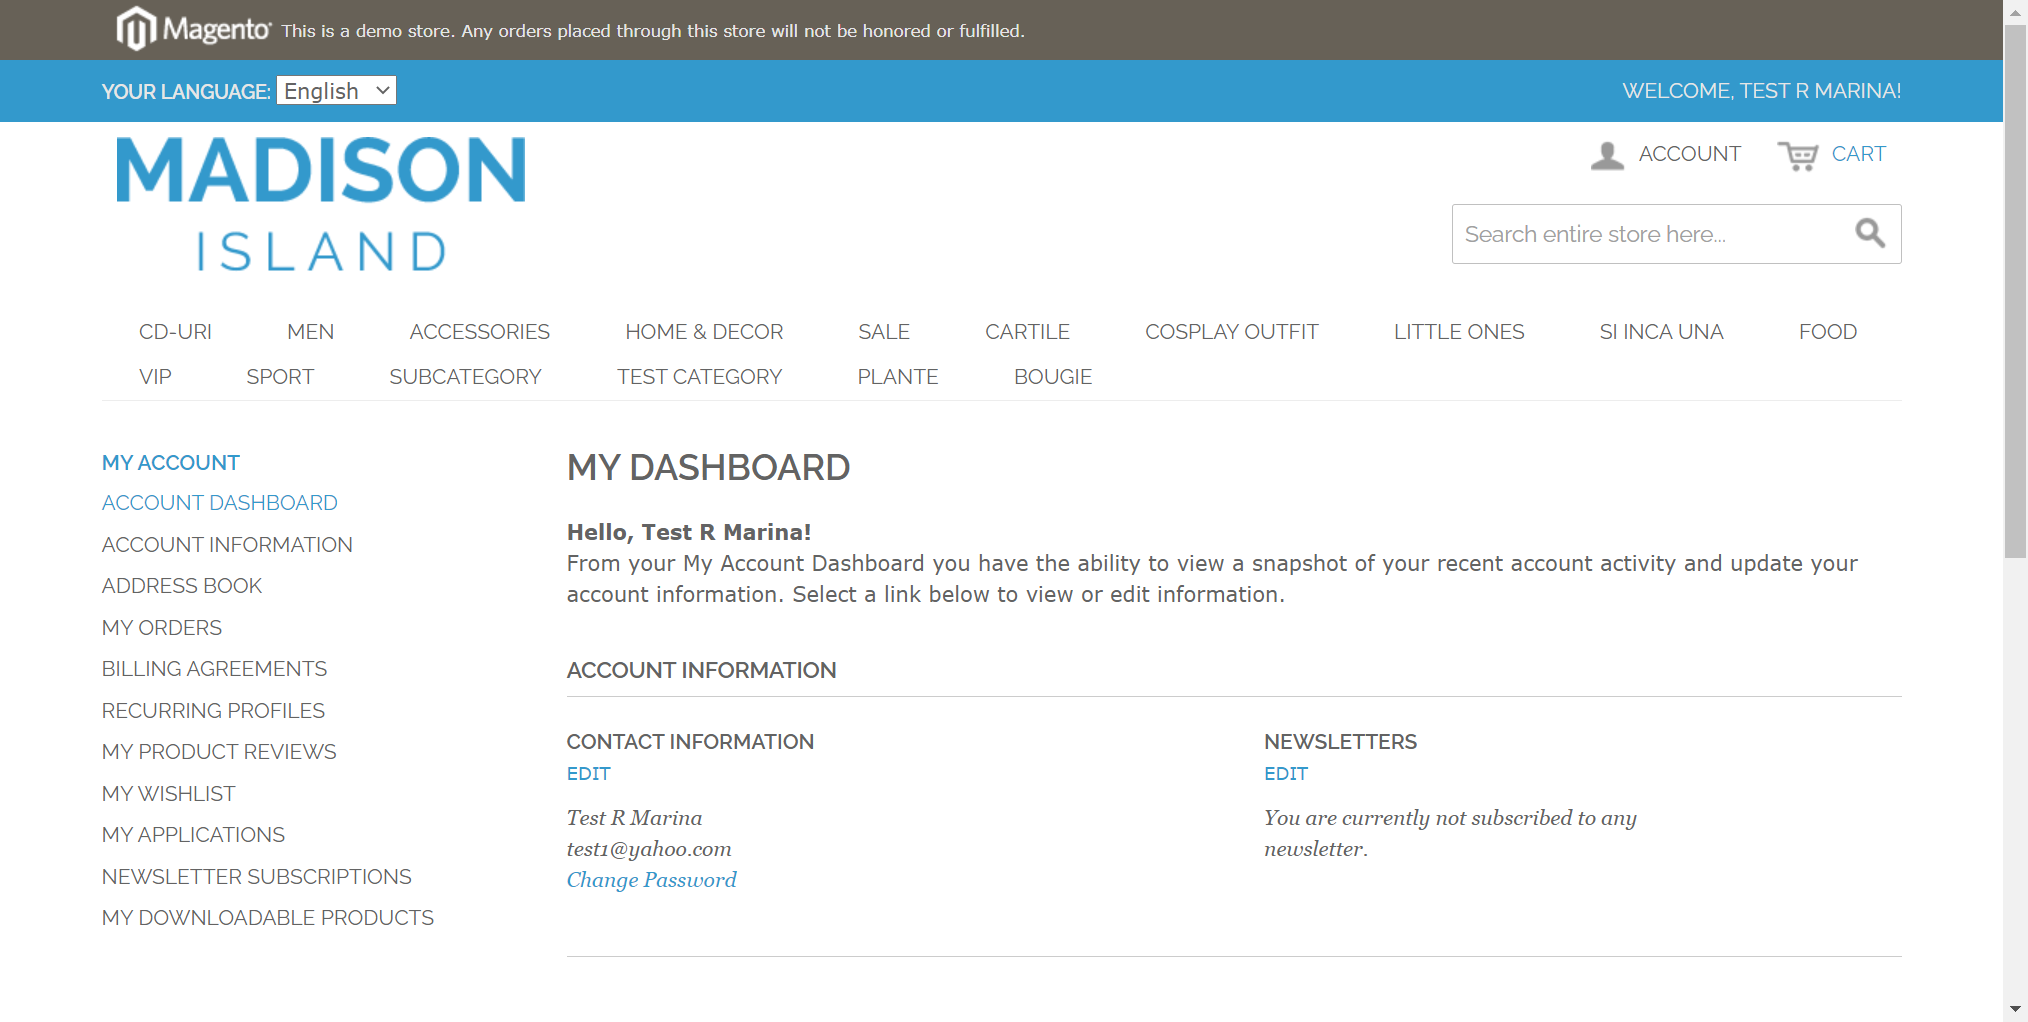 Magento This is a demo store. Any orders placed through this store will not be honored or fulfilled.
YOUR LANGUAGE: English WELCOME, TEST R MARINA!
MADISON
ISLAND
ACCOUNT CART
Search entire store here...
CD-URI MEN ACCESSORIES HOME & DECOR SALE CARTILE COSPLAY OUTFIT LITTLE ONES SI INCA UNA FOOD
VIP SPORT SUBCATEGORY TEST CATEGORY PLANTE BOUGIE
MY ACCOUNT
ACCOUNT DASHBOARD
ACCOUNT INFORMATION
ADDRESS BOOK
MY ORDERS
BILLING AGREEMENTS
RECURRING PROFILES
MY PRODUCT REVIEWS
MY WISHLIST
MY APPLICATIONS
NEWSLETTER SUBSCRIPTIONS
MY DOWNLOADABLE PRODUCTS
MY DASHBOARD
Hello, Test R Marina!
From your My Account Dashboard you have the ability to view a snapshot of your recent account activity and update your
account information. Select a link below to view or edit information.
ACCOUNT INFORMATION
CONTACT INFORMATION
EDIT
Test R Marina
test1@yahoo.com
Change Password
NEWSLETTERS
EDIT
You are currently not subscribed to any
newsletter.